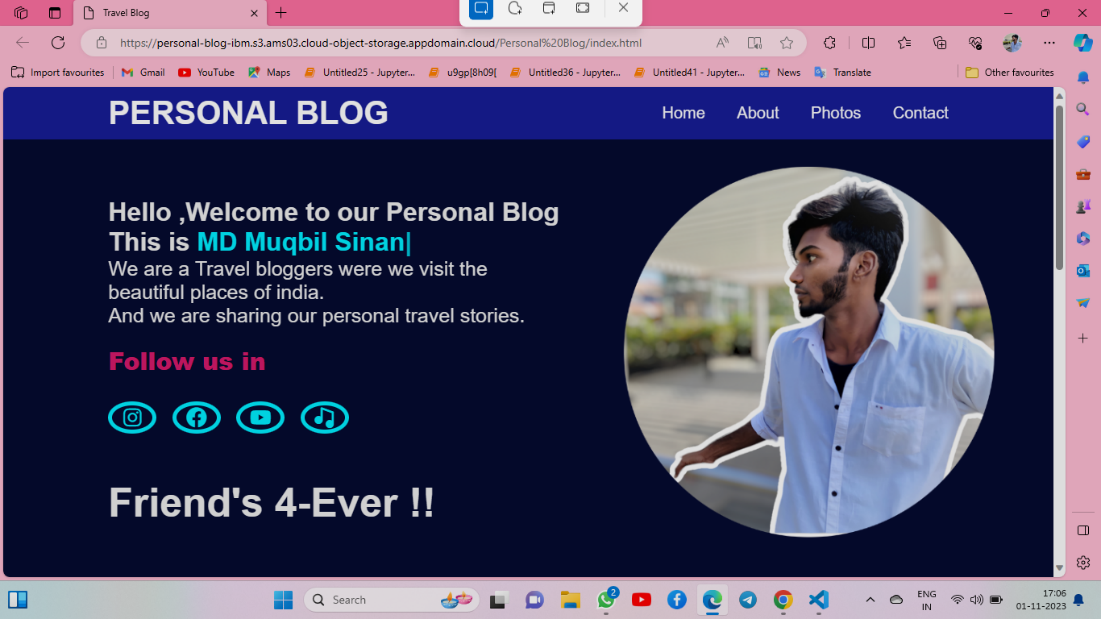 Travel Blog
https://personal-blog-ibm.s3.ams03.cloud-object-storage.appdomain.cloud/Personal%20Blog/index.html
Import favourites Gmail YouTube Maps Untitled25 - Jupyter... u9gp[8h09[ Untitled36 - Jupyter... Untitled41 - Jupyter... News Translate Other favourites
PERSONAL BLOG Home About Photos Contact
Hello ,Welcome to our Personal Blog
This is MD Muqbil Sinan|
We are a Travel bloggers were we visit the
beautiful places of india.
And we are sharing our personal travel stories.
Follow us in
Friend's 4-Ever !!
Search 2 ENG 17:06
IN 01-11-2023